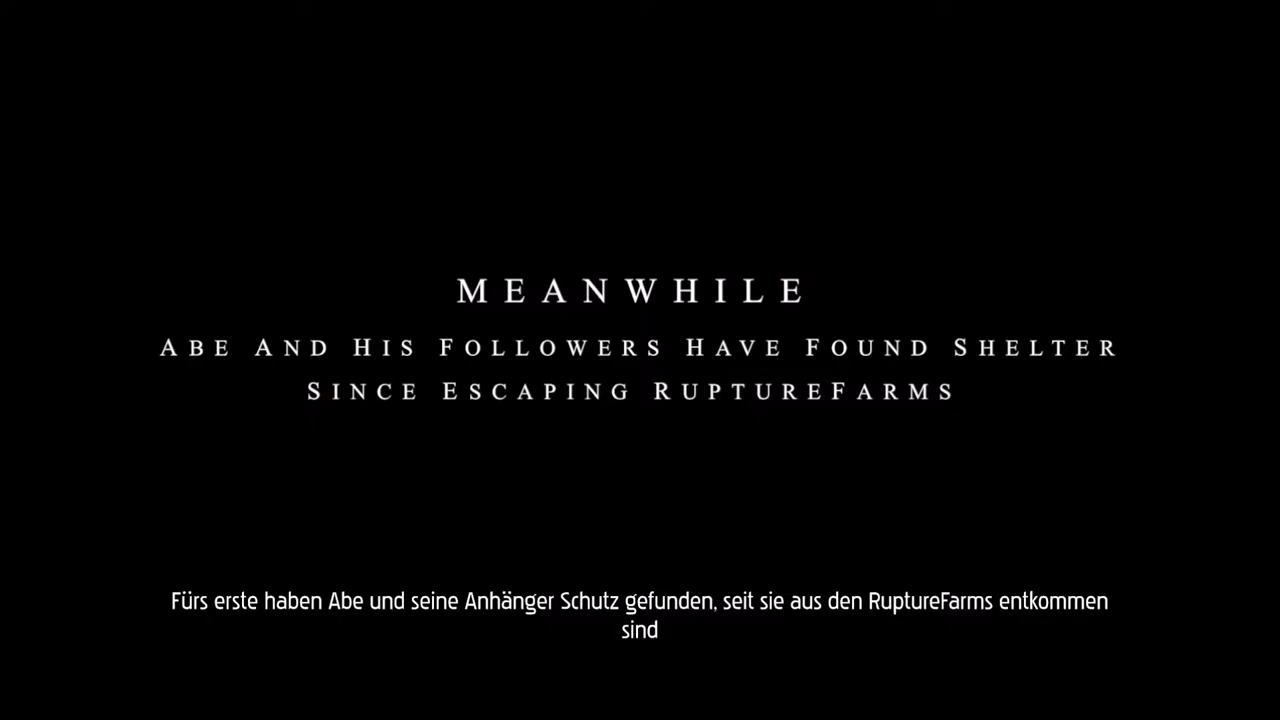 MEANWHILE
ABE AND HIS FOLLOWERS HAVE FOUND SHELTER
SINCE ESCAPING RUPTUREFARMS
Fürs erste haben Abe und seine Anhänger Schutz gefunden, seit sie aus den RuptureFarms entkommen
sind